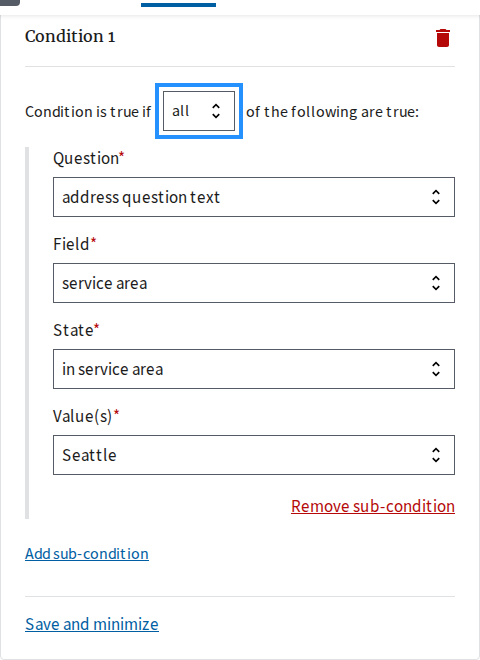 Condition 1
Condition is true if all of the following are true:
Question*
address question text
Field*
service area
State*
in service area
Value(s)*
Seattle
Remove sub-condition
Add sub-condition
Save and minimize